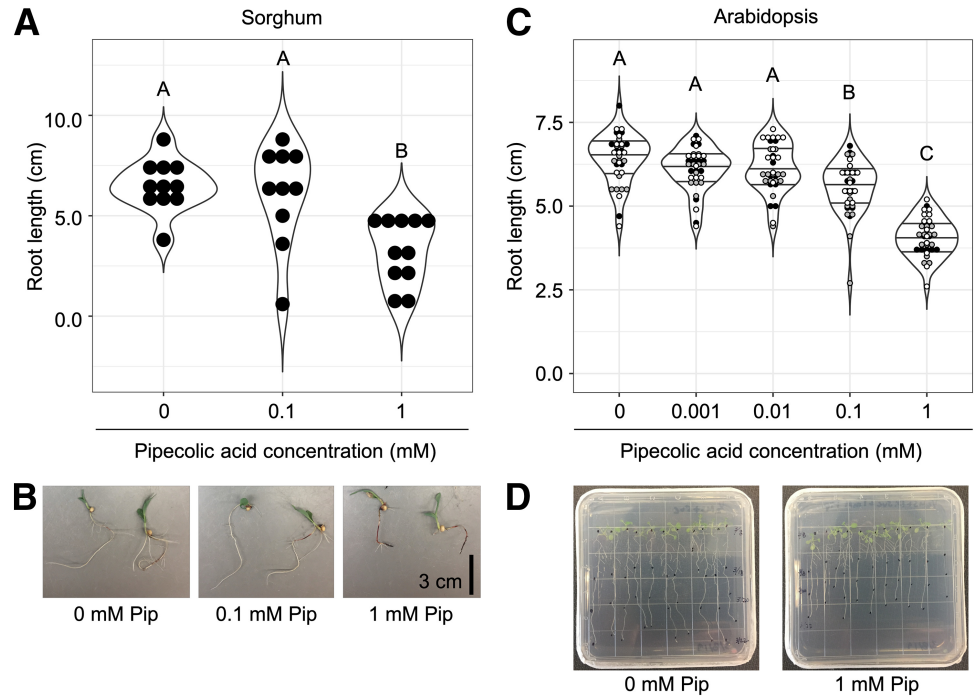 A
Sorghum
Root length (cm)
10.0
5.0
0.0
A
A
B
0
0.1
1
Pipecolic acid concentration (mM)
B
3 cm
0 mM Pip
0.1 mM Pip
1 mM Pip
C
Arabidopsis
Root length (cm)
7.5
5.0
2.5
0.0
A
A
A
B
C
0
0.001
0.01
0.1
1
Pipecolic acid concentration (mM)
D
0 mM Pip
1 mM Pip